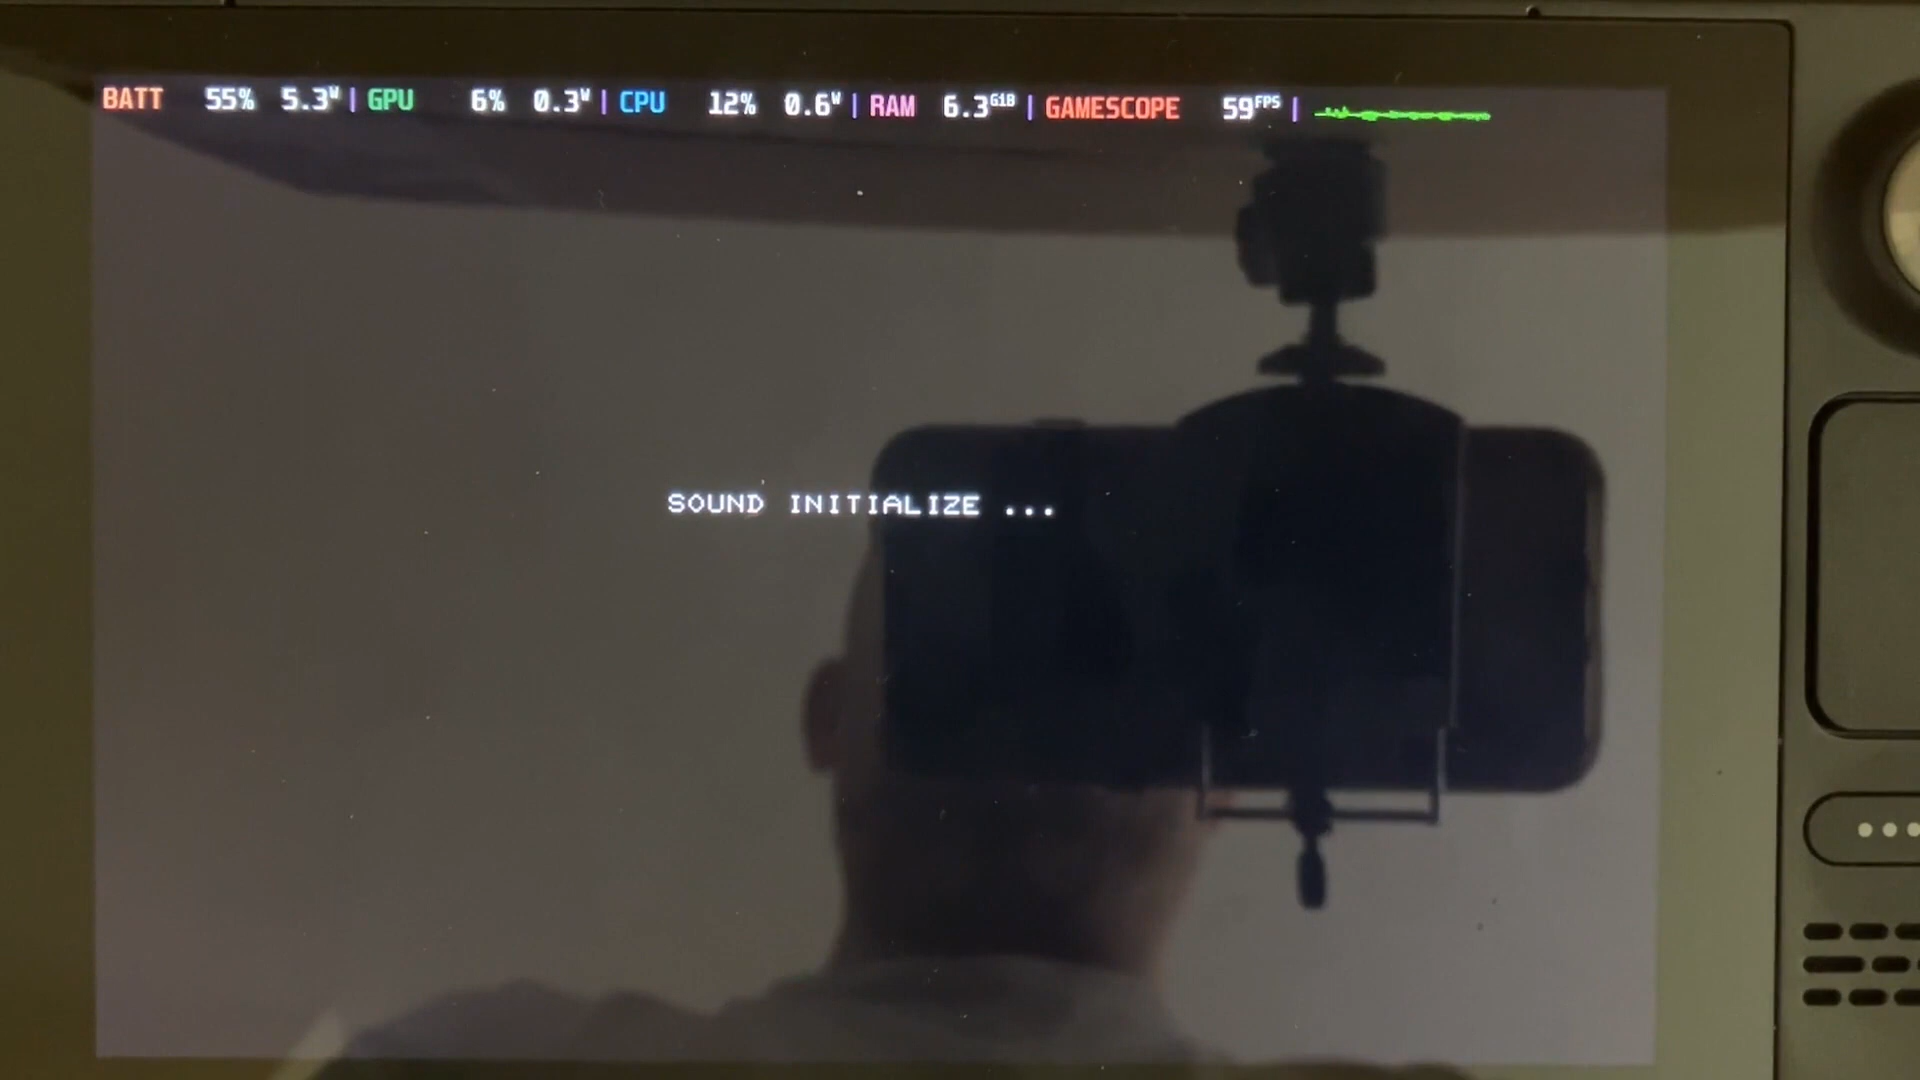 BATT 55% 5.3W | GPU 6% 0.3W | CPU 12% 0.6W | RAM 6.3GiB | GAMESCOPE 59FPS |
SOUND INITIALIZE ...